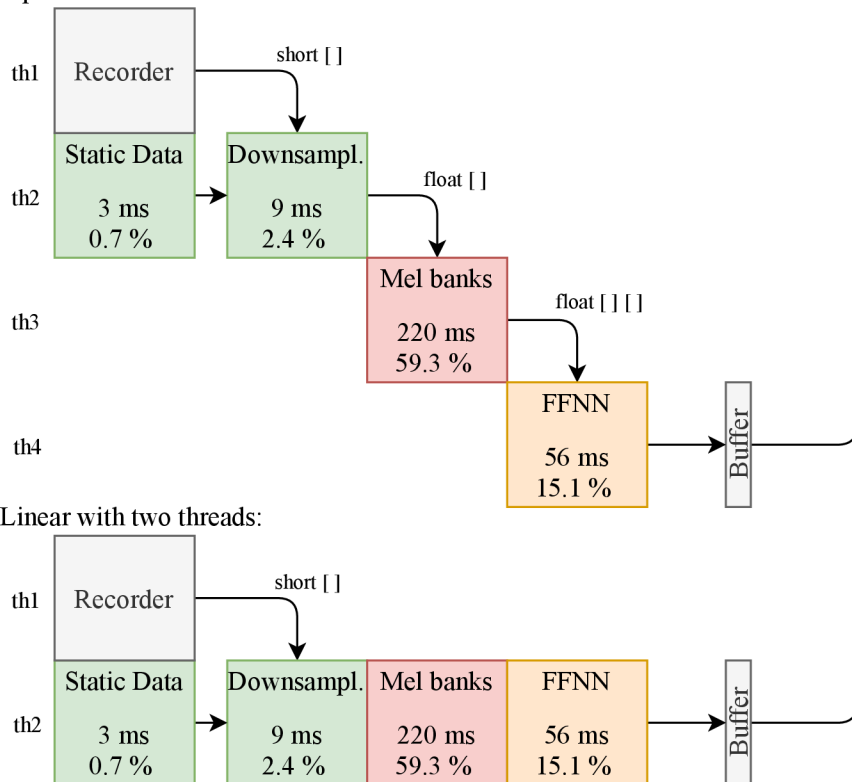 short [ ]
th1
Recorder
Static Data
Downsampl.
float [ ]
th2
3 ms
9 ms
0.7 %
2.4 %
Mel banks
float [ ] [ ]
th3
220 ms
59.3 %
FFNN
th4
56 ms
15.1 %
Buffer
Linear with two threads:
short [ ]
th1
Recorder
Static Data
Downsampl.
Mel banks
FFNN
th2
3 ms
9 ms
220 ms
56 ms
0.7 %
2.4 %
59.3 %
15.1 %
Buffer